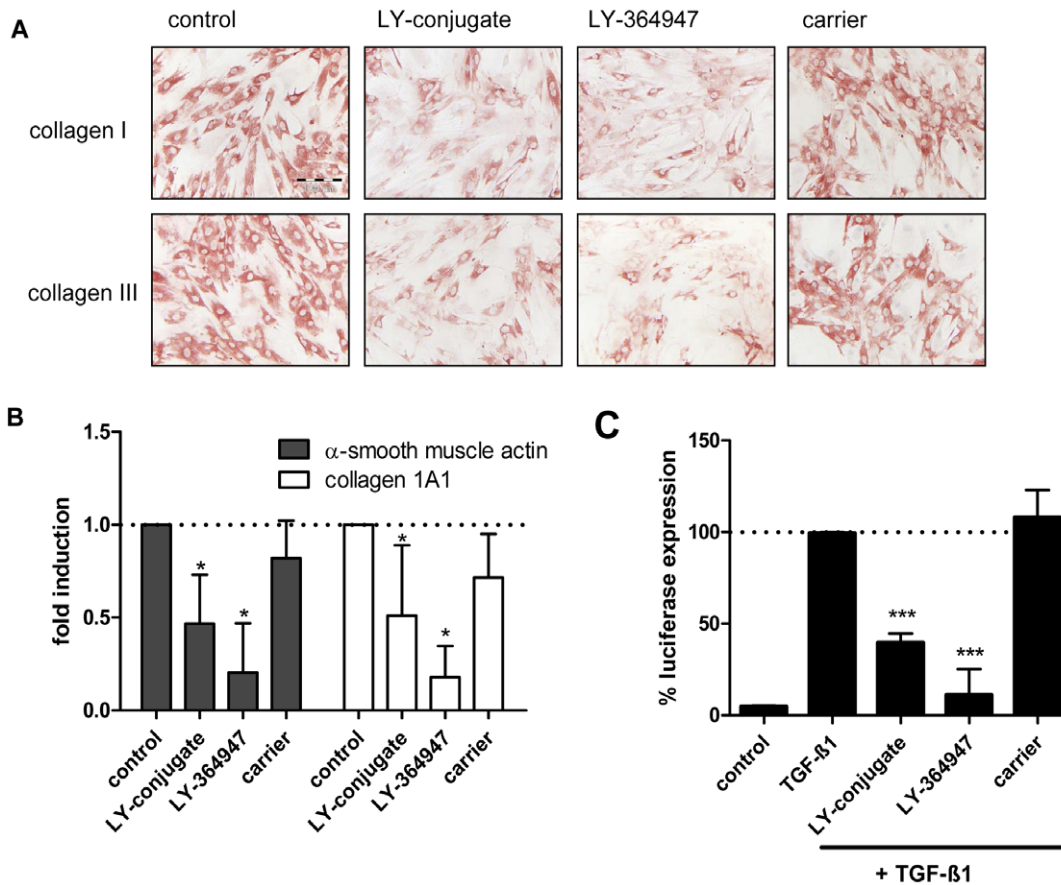 A
control LY-conjugate LY-364947 carrier
collagen I
collagen III
B
fold induction
1.5
1.0
0.5
0.0
α-smooth muscle actin
collagen 1A1
* * * *
control LY-conjugate LY-364947 carrier control LY-conjugate LY-364947 carrier
C
% luciferase expression
150
100
50
0
*** ***
control TGF-ß1 LY-conjugate LY-364947 carrier
+ TGF-ß1